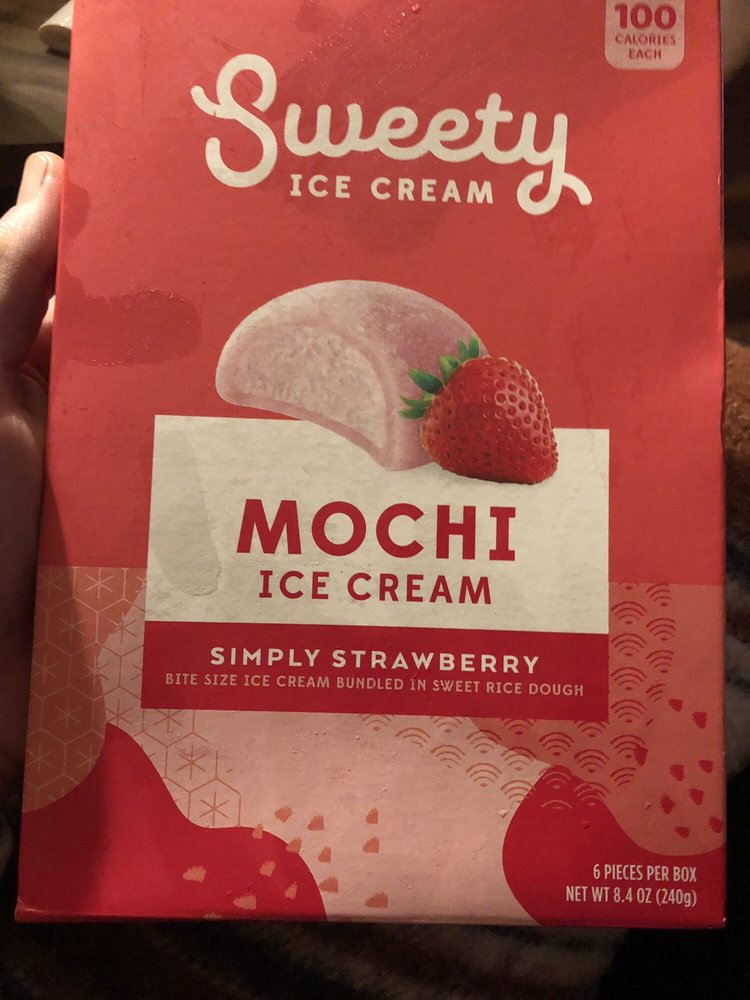 100
CALORIES
EACH
Sweety
ICE CREAM
MOCHI
ICE CREAM
SIMPLY STRAWBERRY
BITE SIZE ICE CREAM BUNDLED IN SWEET RICE DOUGH
6 PIECES PER BOX
NET WT 8.4 OZ (240g)